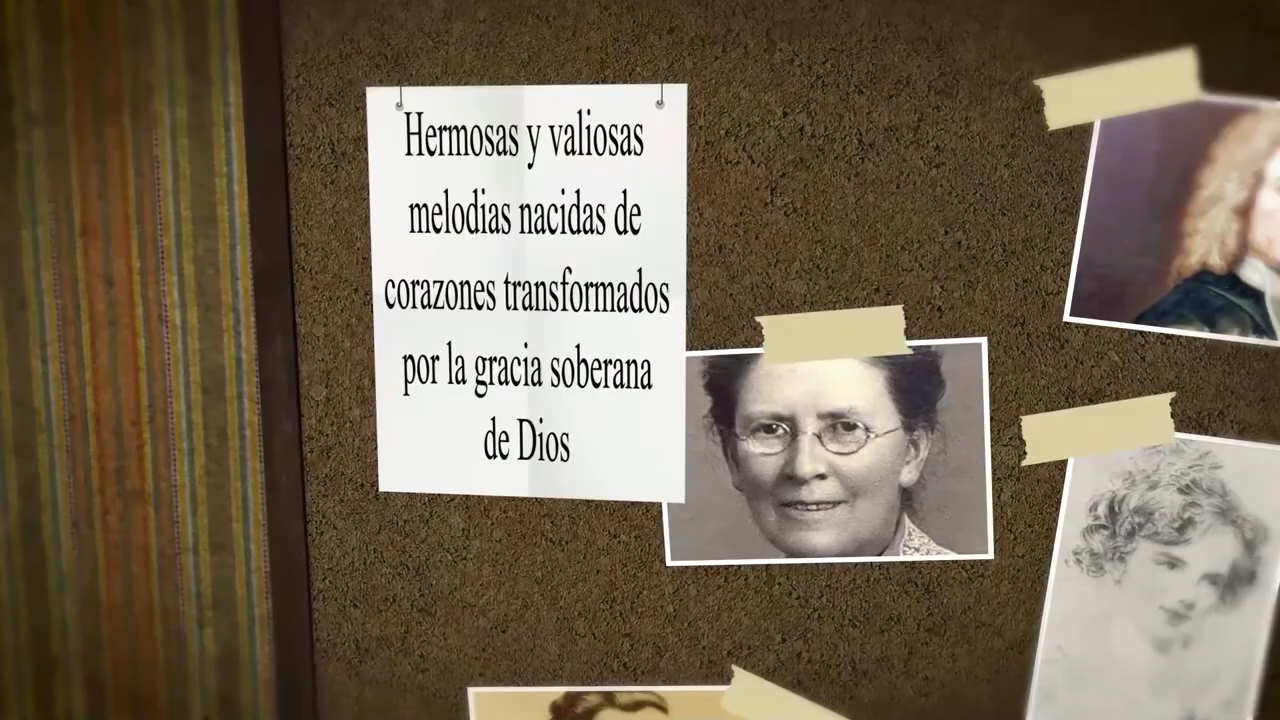 Hermosas y valiosas
melodias nacidas de
corazones transformados
por la gracia soberana
de Dios